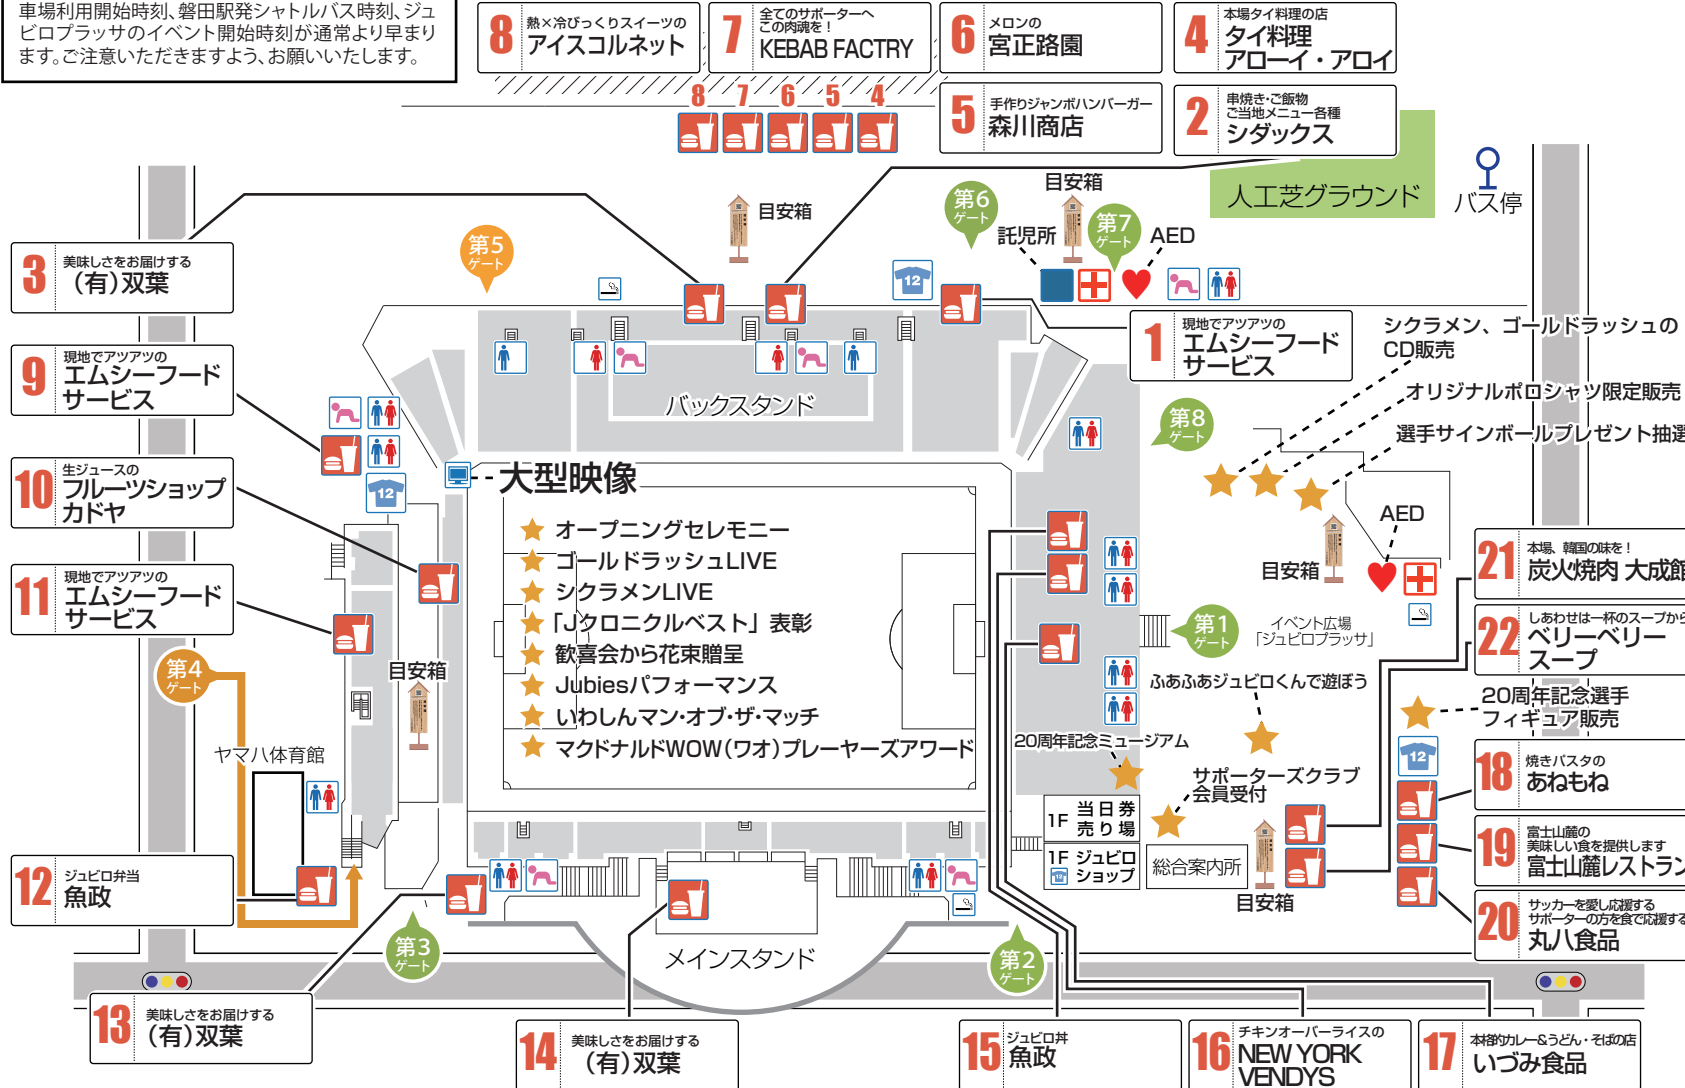 車場利用開始時刻、磐田駅発シャトルバス時刻、ジュ
ビロプラッサのイベント開始時刻が通常より早まり
ます。ご注意いただきますよう、お願いいたします。
8
熱×冷びっくりスイーツの
アイスコルネット
7
全てのサポーターへ
この肉魂を!
KEBAB FACTRY
6
メロンの
宮正路園
4
本場タイ料理の店
タイ料理
アローイ・アロイ
5
手作りジャンボハンバーガー
森川商店
2
串焼き・ご飯物
ご当地メニュー各種
シダックス
8
7
6
5
4
人工芝グラウンド
バス停
目安箱
目安箱
第6
ゲート
第7
ゲート
託児所
AED
第5
ゲート
12
3
美味しさをお届けする
(有)双葉
1
現地でアツアツの
エムシーフード
サービス
シクラメン、ゴールドラッシュの
CD販売
オリジナルポロシャツ限定販売
選手サインボールプレゼント抽選
9
現地でアツアツの
エムシーフード
サービス
バックスタンド
第8
ゲート
10
生ジュースの
フルーツショップ
カドヤ
12
大型映像
オープニングセレモニー
ゴールドラッシュLIVE
シクラメンLIVE
「Jクロニクルベスト」表彰
歓喜会から花束贈呈
Jubiesパフォーマンス
いわしんマン・オブ・ザ・マッチ
マクドナルドWOW(ワオ)プレーヤーズアワード
AED
目安箱
21
本場、韓国の味を!
炭火焼肉 大成館
11
現地でアツアツの
エムシーフード
サービス
第1
ゲート
イベント広場
「ジュビロプラッサ」
22
しあわせは一杯のスープから
ベリーベリー
スープ
第4
ゲート
目安箱
ふあふあジュビロくんで遊ぼう
20周年記念選手
フィギュア販売
ヤマハ体育館
20周年記念ミュージアム
サポーターズクラブ
会員受付
12
18
焼きパスタの
あねもね
1F
当日券
売り場
19
富士山麓の
美味しい食を提供します
富士山麓レストラン
1F
ジュビロ
ショップ
総合案内所
目安箱
12
ジュビロ弁当
魚政
20
サッカーを愛し応援する
サポーターの方を食で応援する
丸八食品
第3
ゲート
メインスタンド
第2
ゲート
13
美味しさをお届けする
(有)双葉
14
美味しさをお届けする
(有)双葉
15
ジュビロ丼
魚政
16
チキンオーバーライスの
NEW YORK
VENDYS
17
本格的カレー&うどん・そばの店
いづみ食品